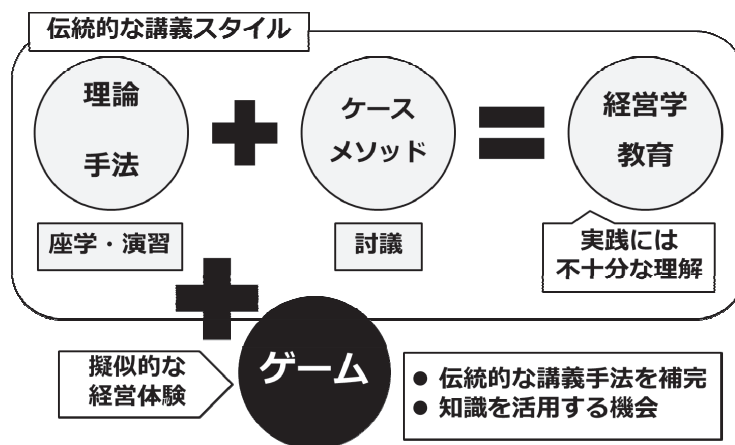 伝統的な講義スタイル
理論
手法
ケース
メソッド
経営学
教育
座学・演習
討議
実践には
不十分な理解
擬似的な
経営体験
ゲーム
● 伝統的な講義手法を補完
● 知識を活用する機会